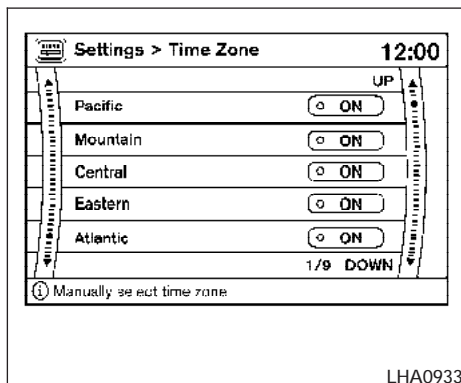 Settings > Time Zone 12:00
UP
Pacific ON
Mountain ON
Central ON
Eastern ON
Atlantic ON
1/9 DOWN
Manually select time zone
LHA0933